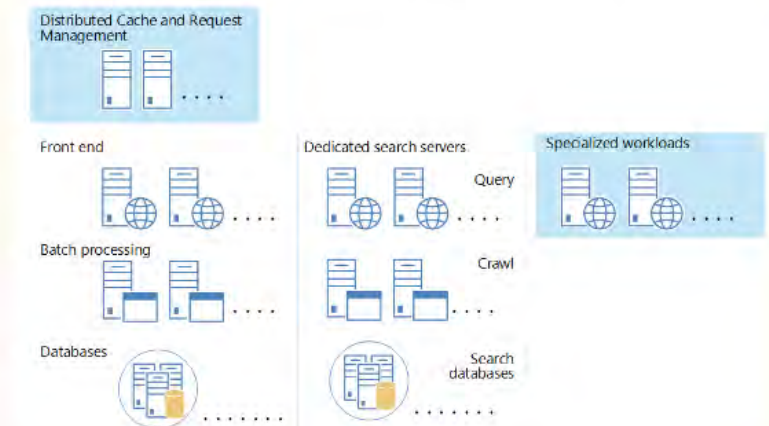 Distributed Cache and Request
Management
Front end
Dedicated search servers
Specialized workloads
Query
Batch processing
Crawl
Databases
Search
databases